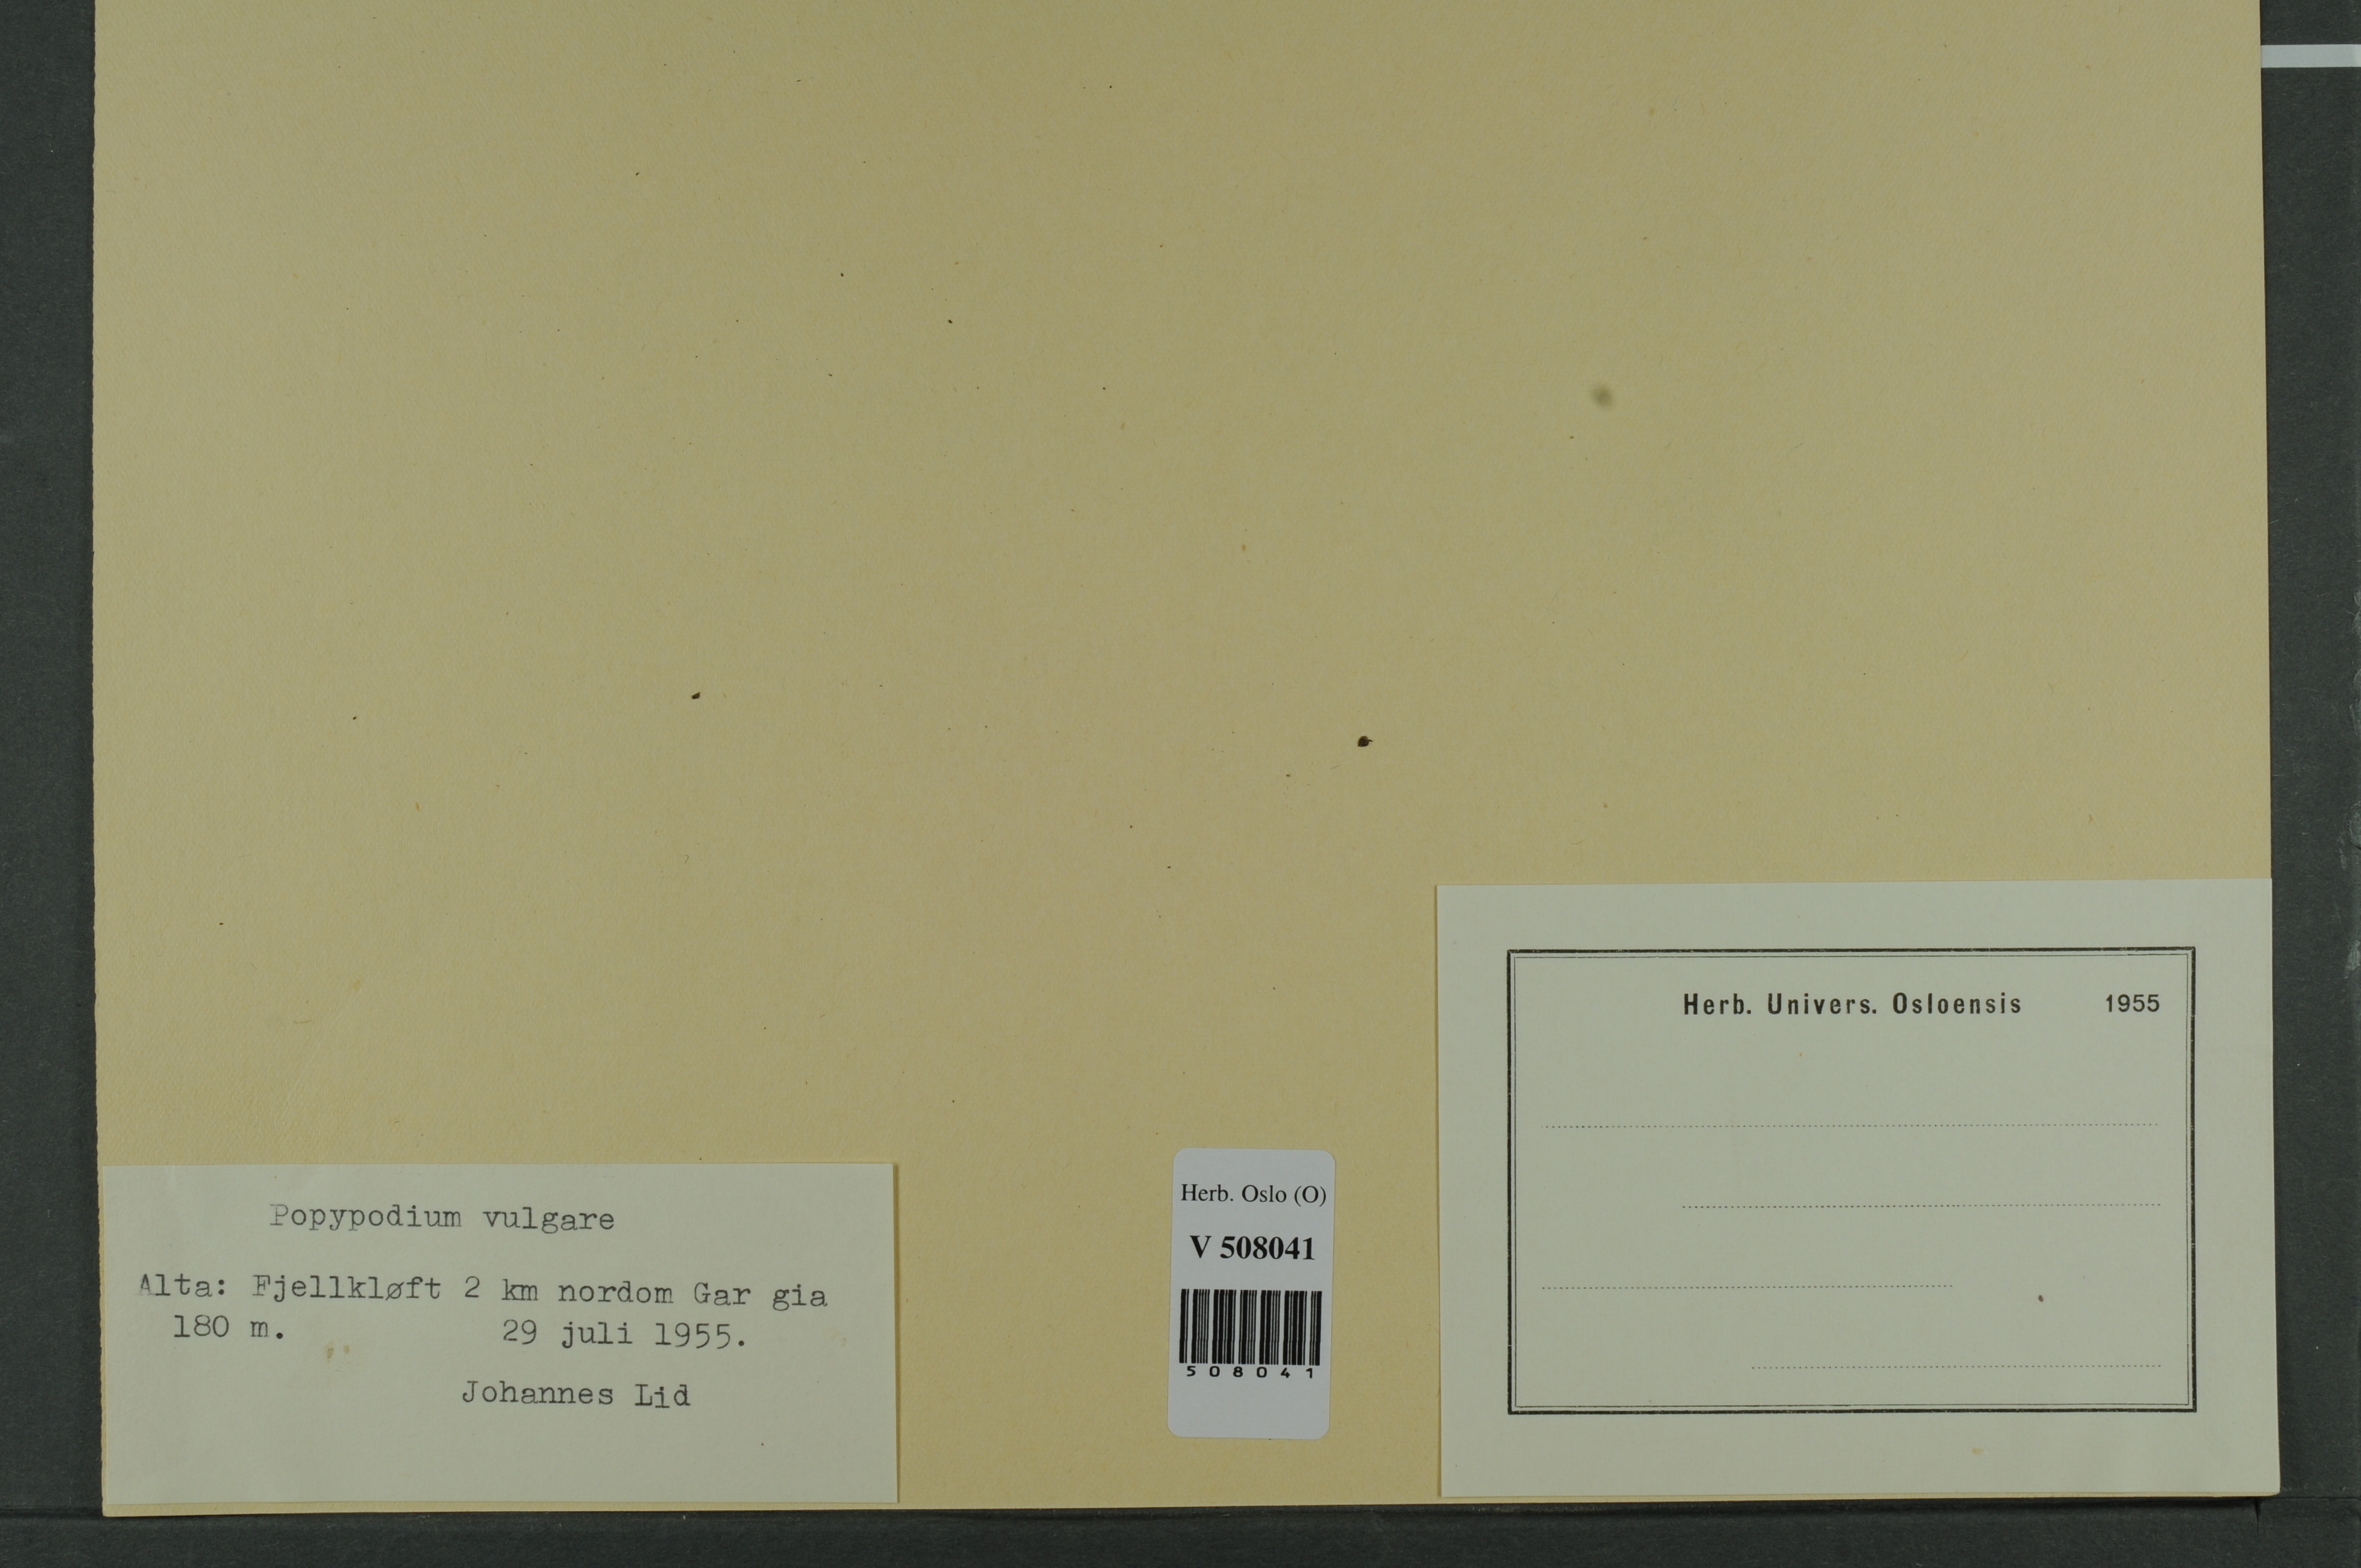 Popypodium vulgare
Alta: Fjellkløft 2 km nordom Gar gia
180 m. 29 juli 1955.
Johannes Lid
Herb. Oslo (O)
V 508041
508041
Herb. Univers. Osloensis 1955